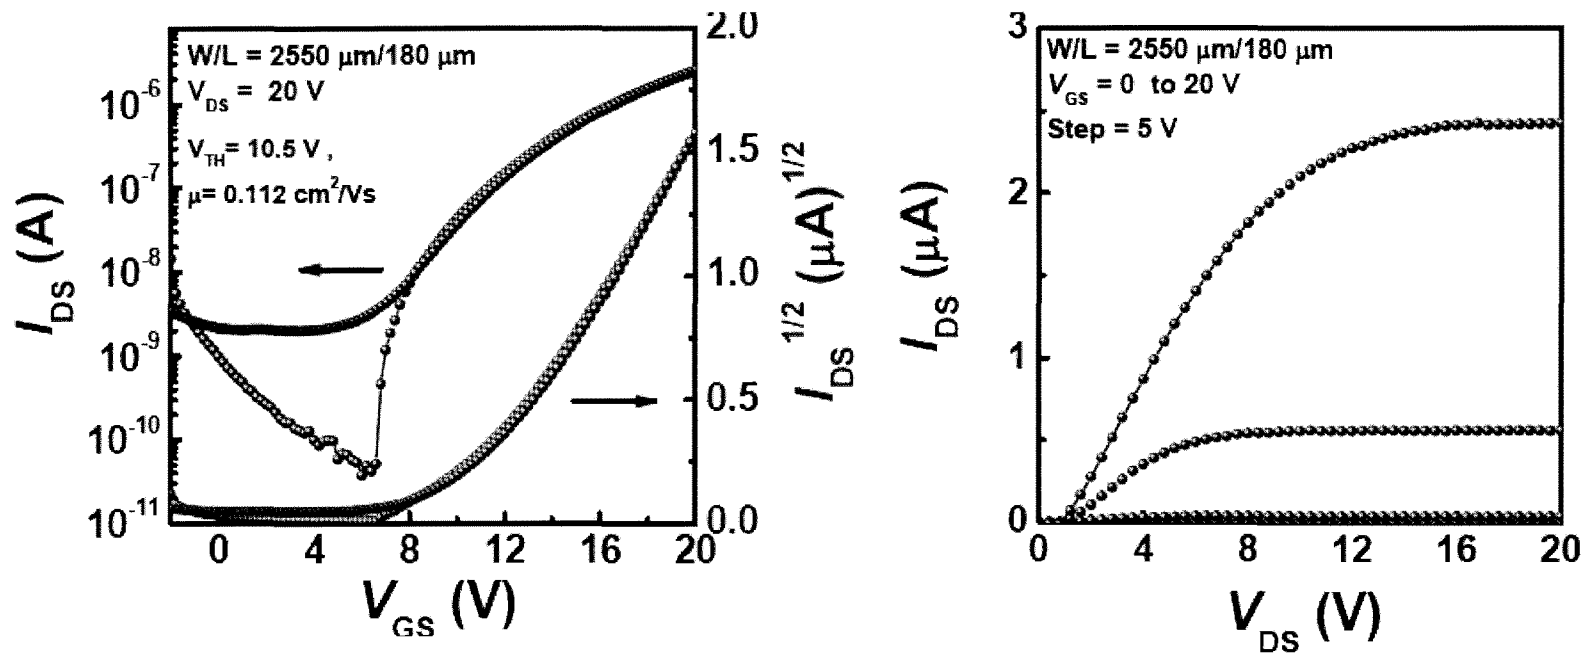 W/L = 2550 μm/180 μm
V_DS = 20 V
V_TH= 10.5 V ,
μ= 0.112 cm²/Vs
10⁻⁶
10⁻⁷
10⁻⁸
10⁻⁹
10⁻¹⁰
10⁻¹¹
I_DS (A)
0 4 8 12 16 20
V_GS (V)
2.0
1.5
1.0
0.5
0.0
I_DS^1/2 (μA)^1/2
W/L = 2550 μm/180 μm
V_GS = 0 to 20 V
Step = 5 V
3
2
1
0
I_DS (μA)
0 4 8 12 16 20
V_DS (V)